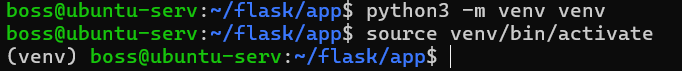 boss@ubuntu-serv:~/flask/app$ python3 -m venv venv
boss@ubuntu-serv:~/flask/app$ source venv/bin/activate
(venv) boss@ubuntu-serv:~/flask/app$